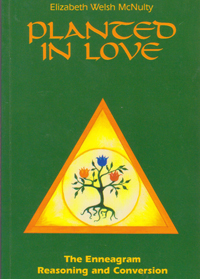 Elizabeth Welsh McNulty
PLANTED
IN LOVE
The Enneagram
Reasoning and Conversion